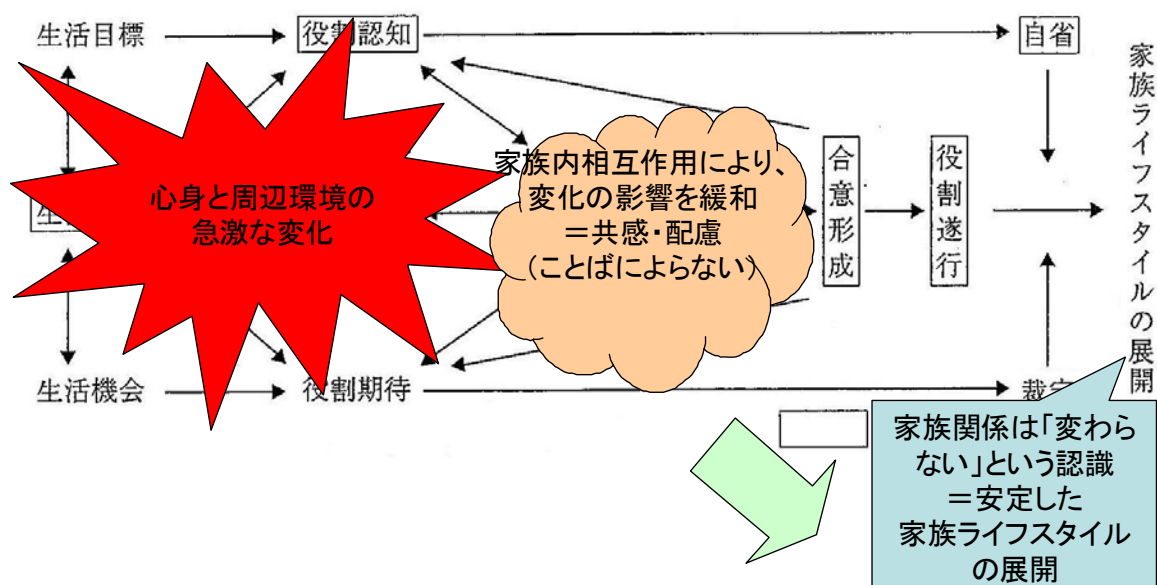 生活目標
役割認知
自省
心身と周辺環境の
急激な変化
生
家族内相互作用により、
変化の影響を緩和
＝共感・配慮
（ことばによらない）
合意形成
役割遂行
家族ライフスタイルの展開
生活機会
役割期待
家族関係は「変わら
ない」という認識
＝安定した
家族ライフスタイル
の展開